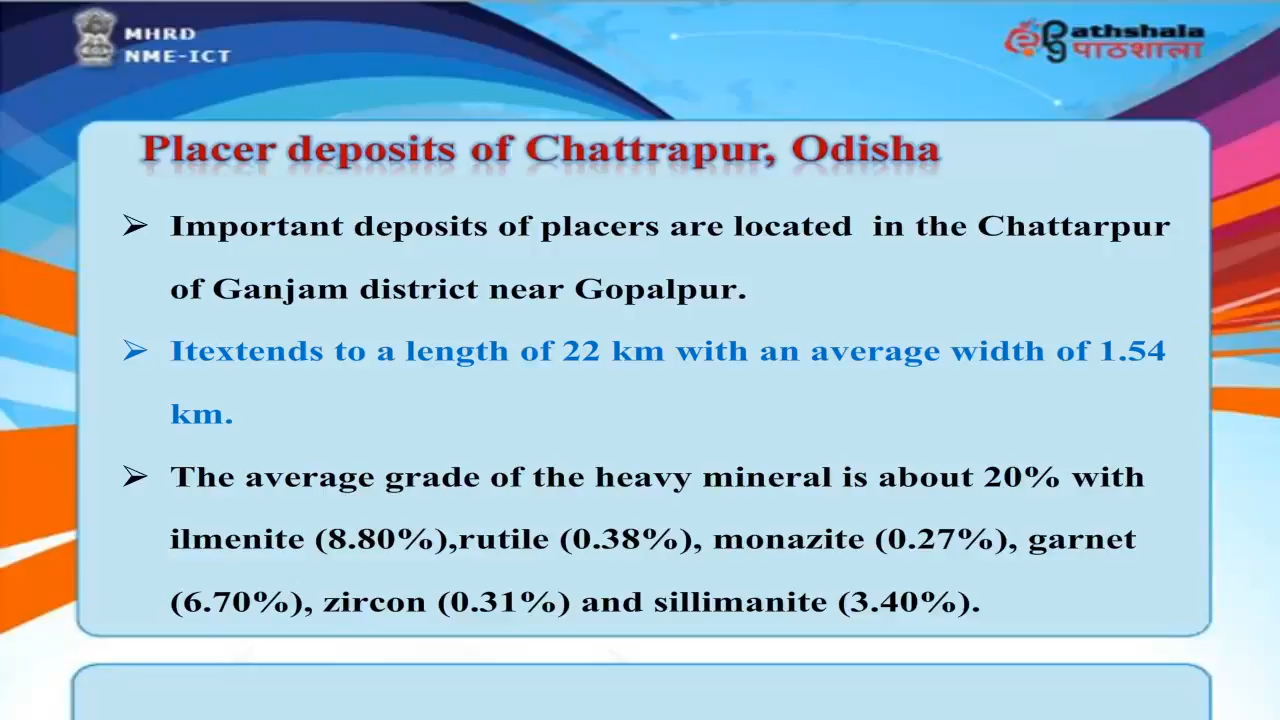 MHRD
NME-ICT
athshala
पाठशाला
Placer deposits of Chattrapur, Odisha
➢ Important deposits of placers are located in the Chattarpur
of Ganjam district near Gopalpur.
➢ Itextends to a length of 22 km with an average width of 1.54
km.
➢ The average grade of the heavy mineral is about 20% with
ilmenite (8.80%),rutile (0.38%), monazite (0.27%), garnet
(6.70%), zircon (0.31%) and sillimanite (3.40%).